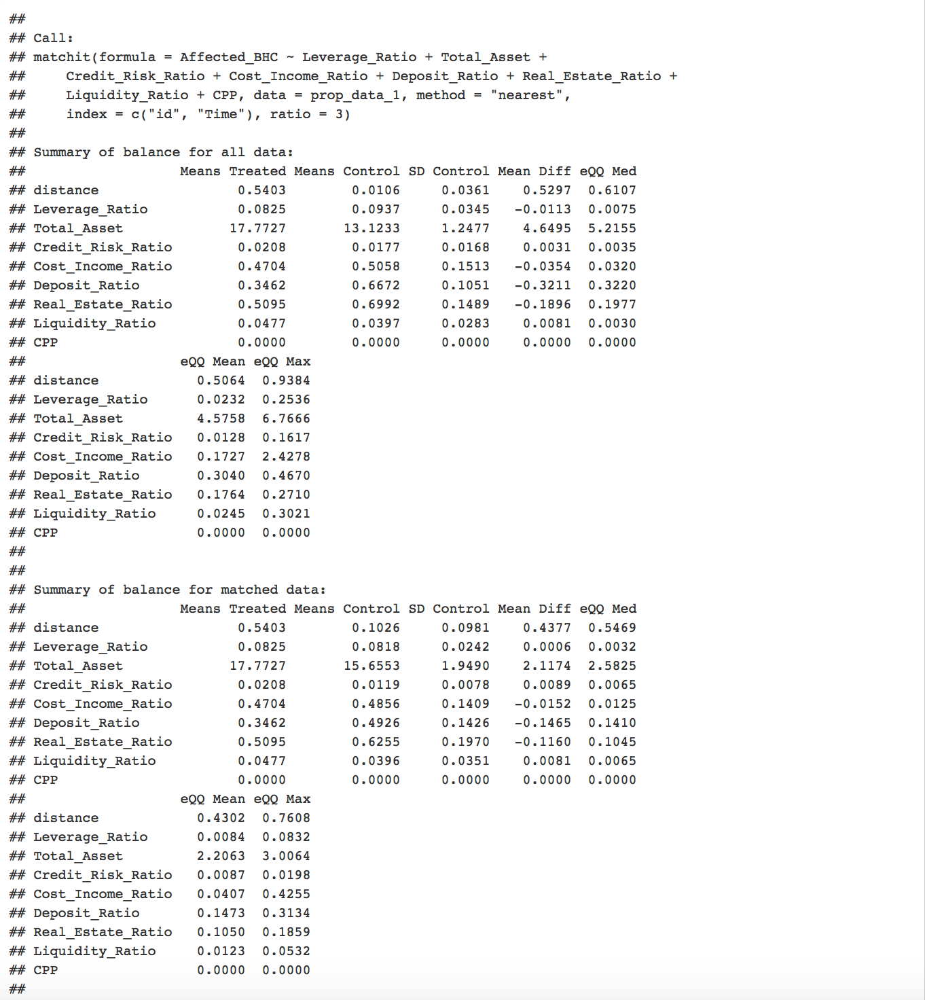 ##
## Call:
## matchit(formula = Affected_BHC ~ Leverage_Ratio + Total_Asset +
##     Credit_Risk_Ratio + Cost_Income_Ratio + Deposit_Ratio + Real_Estate_Ratio +
##     Liquidity_Ratio + CPP, data = prop_data_1, method = "nearest",
##     index = c("id", "Time"), ratio = 3)
##
## Summary of balance for all data:
##                   Means Treated Means Control SD Control Mean Diff eQQ Med
## distance                 0.5403        0.0106     0.0361    0.5297  0.6107
## Leverage_Ratio           0.0825        0.0937     0.0345   -0.0113  0.0075
## Total_Asset             17.7727       13.1233     1.2477    4.6495  5.2155
## Credit_Risk_Ratio        0.0208        0.0177     0.0168    0.0031  0.0035
## Cost_Income_Ratio        0.4704        0.5058     0.1513   -0.0354  0.0320
## Deposit_Ratio            0.3462        0.6672     0.1051   -0.3211  0.3220
## Real_Estate_Ratio        0.5095        0.6992     0.1489   -0.1896  0.1977
## Liquidity_Ratio          0.0477        0.0397     0.0283    0.0081  0.0030
## CPP                      0.0000        0.0000     0.0000    0.0000  0.0000
##                   eQQ Mean eQQ Max
## distance            0.5064  0.9384
## Leverage_Ratio      0.0232  0.2536
## Total_Asset         4.5758  6.7666
## Credit_Risk_Ratio   0.0128  0.1617
## Cost_Income_Ratio   0.1727  2.4278
## Deposit_Ratio       0.3040  0.4670
## Real_Estate_Ratio   0.1764  0.2710
## Liquidity_Ratio     0.0245  0.3021
## CPP                 0.0000  0.0000
##
##
## Summary of balance for matched data:
##                   Means Treated Means Control SD Control Mean Diff eQQ Med
## distance                 0.5403        0.1026     0.0981    0.4377  0.5469
## Leverage_Ratio           0.0825        0.0818     0.0242    0.0006  0.0032
## Total_Asset             17.7727       15.6553     1.9490    2.1174  2.5825
## Credit_Risk_Ratio        0.0208        0.0119     0.0078    0.0089  0.0065
## Cost_Income_Ratio        0.4704        0.4856     0.1409   -0.0152  0.0125
## Deposit_Ratio            0.3462        0.4926     0.1426   -0.1465  0.1410
## Real_Estate_Ratio        0.5095        0.6255     0.1970   -0.1160  0.1045
## Liquidity_Ratio          0.0477        0.0396     0.0351    0.0081  0.0065
## CPP                      0.0000        0.0000     0.0000    0.0000  0.0000
##                   eQQ Mean eQQ Max
## distance            0.4302  0.7608
## Leverage_Ratio      0.0084  0.0832
## Total_Asset         2.2063  3.0064
## Credit_Risk_Ratio   0.0087  0.0198
## Cost_Income_Ratio   0.0407  0.4255
## Deposit_Ratio       0.1473  0.3134
## Real_Estate_Ratio   0.1050  0.1859
## Liquidity_Ratio     0.0123  0.0532
## CPP                 0.0000  0.0000
##